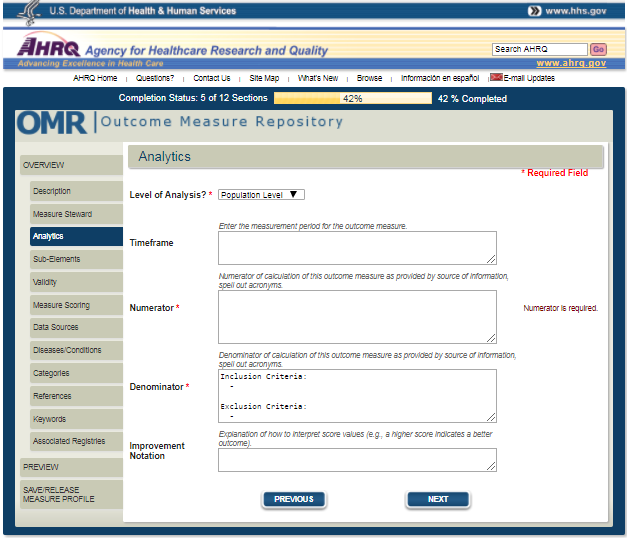 U.S. Department of Health & Human Services
www.hhs.gov
AHRQ Agency for Healthcare Research and Quality
Advancing Excellence in Health Care
Search AHRQ
Go
www.ahrq.gov
AHRQ Home | Questions? | Contact Us | Site Map | What's New | Browse | Información en español | E-mail Updates
Completion Status: 5 of 12 Sections 42% 42 % Completed
OMR | Outcome Measure Repository
OVERVIEW
Description
Measure Steward
Analytics
Sub-Elements
Validity
Measure Scoring
Data Sources
Diseases/Conditions
Categories
References
Keywords
Associated Registries
PREVIEW
SAVE/RELEASE
MEASURE PROFILE
Analytics
* Required Field
Level of Analysis? * Population Level ▼
Enter the measurement period for the outcome measure.
Timeframe
Numerator of calculation of this outcome measure as provided by source of information,
spell out acronyms.
Numerator *
Numerator is required.
Denominator of calculation of this outcome measure as provided by source of information,
spell out acronyms.
Denominator *
Inclusion Criteria:
-
Exclusion Criteria:
-
Explanation of how to interpret score values (e.g., a higher score indicates a better
outcome).
Improvement
Notation
PREVIOUS
NEXT